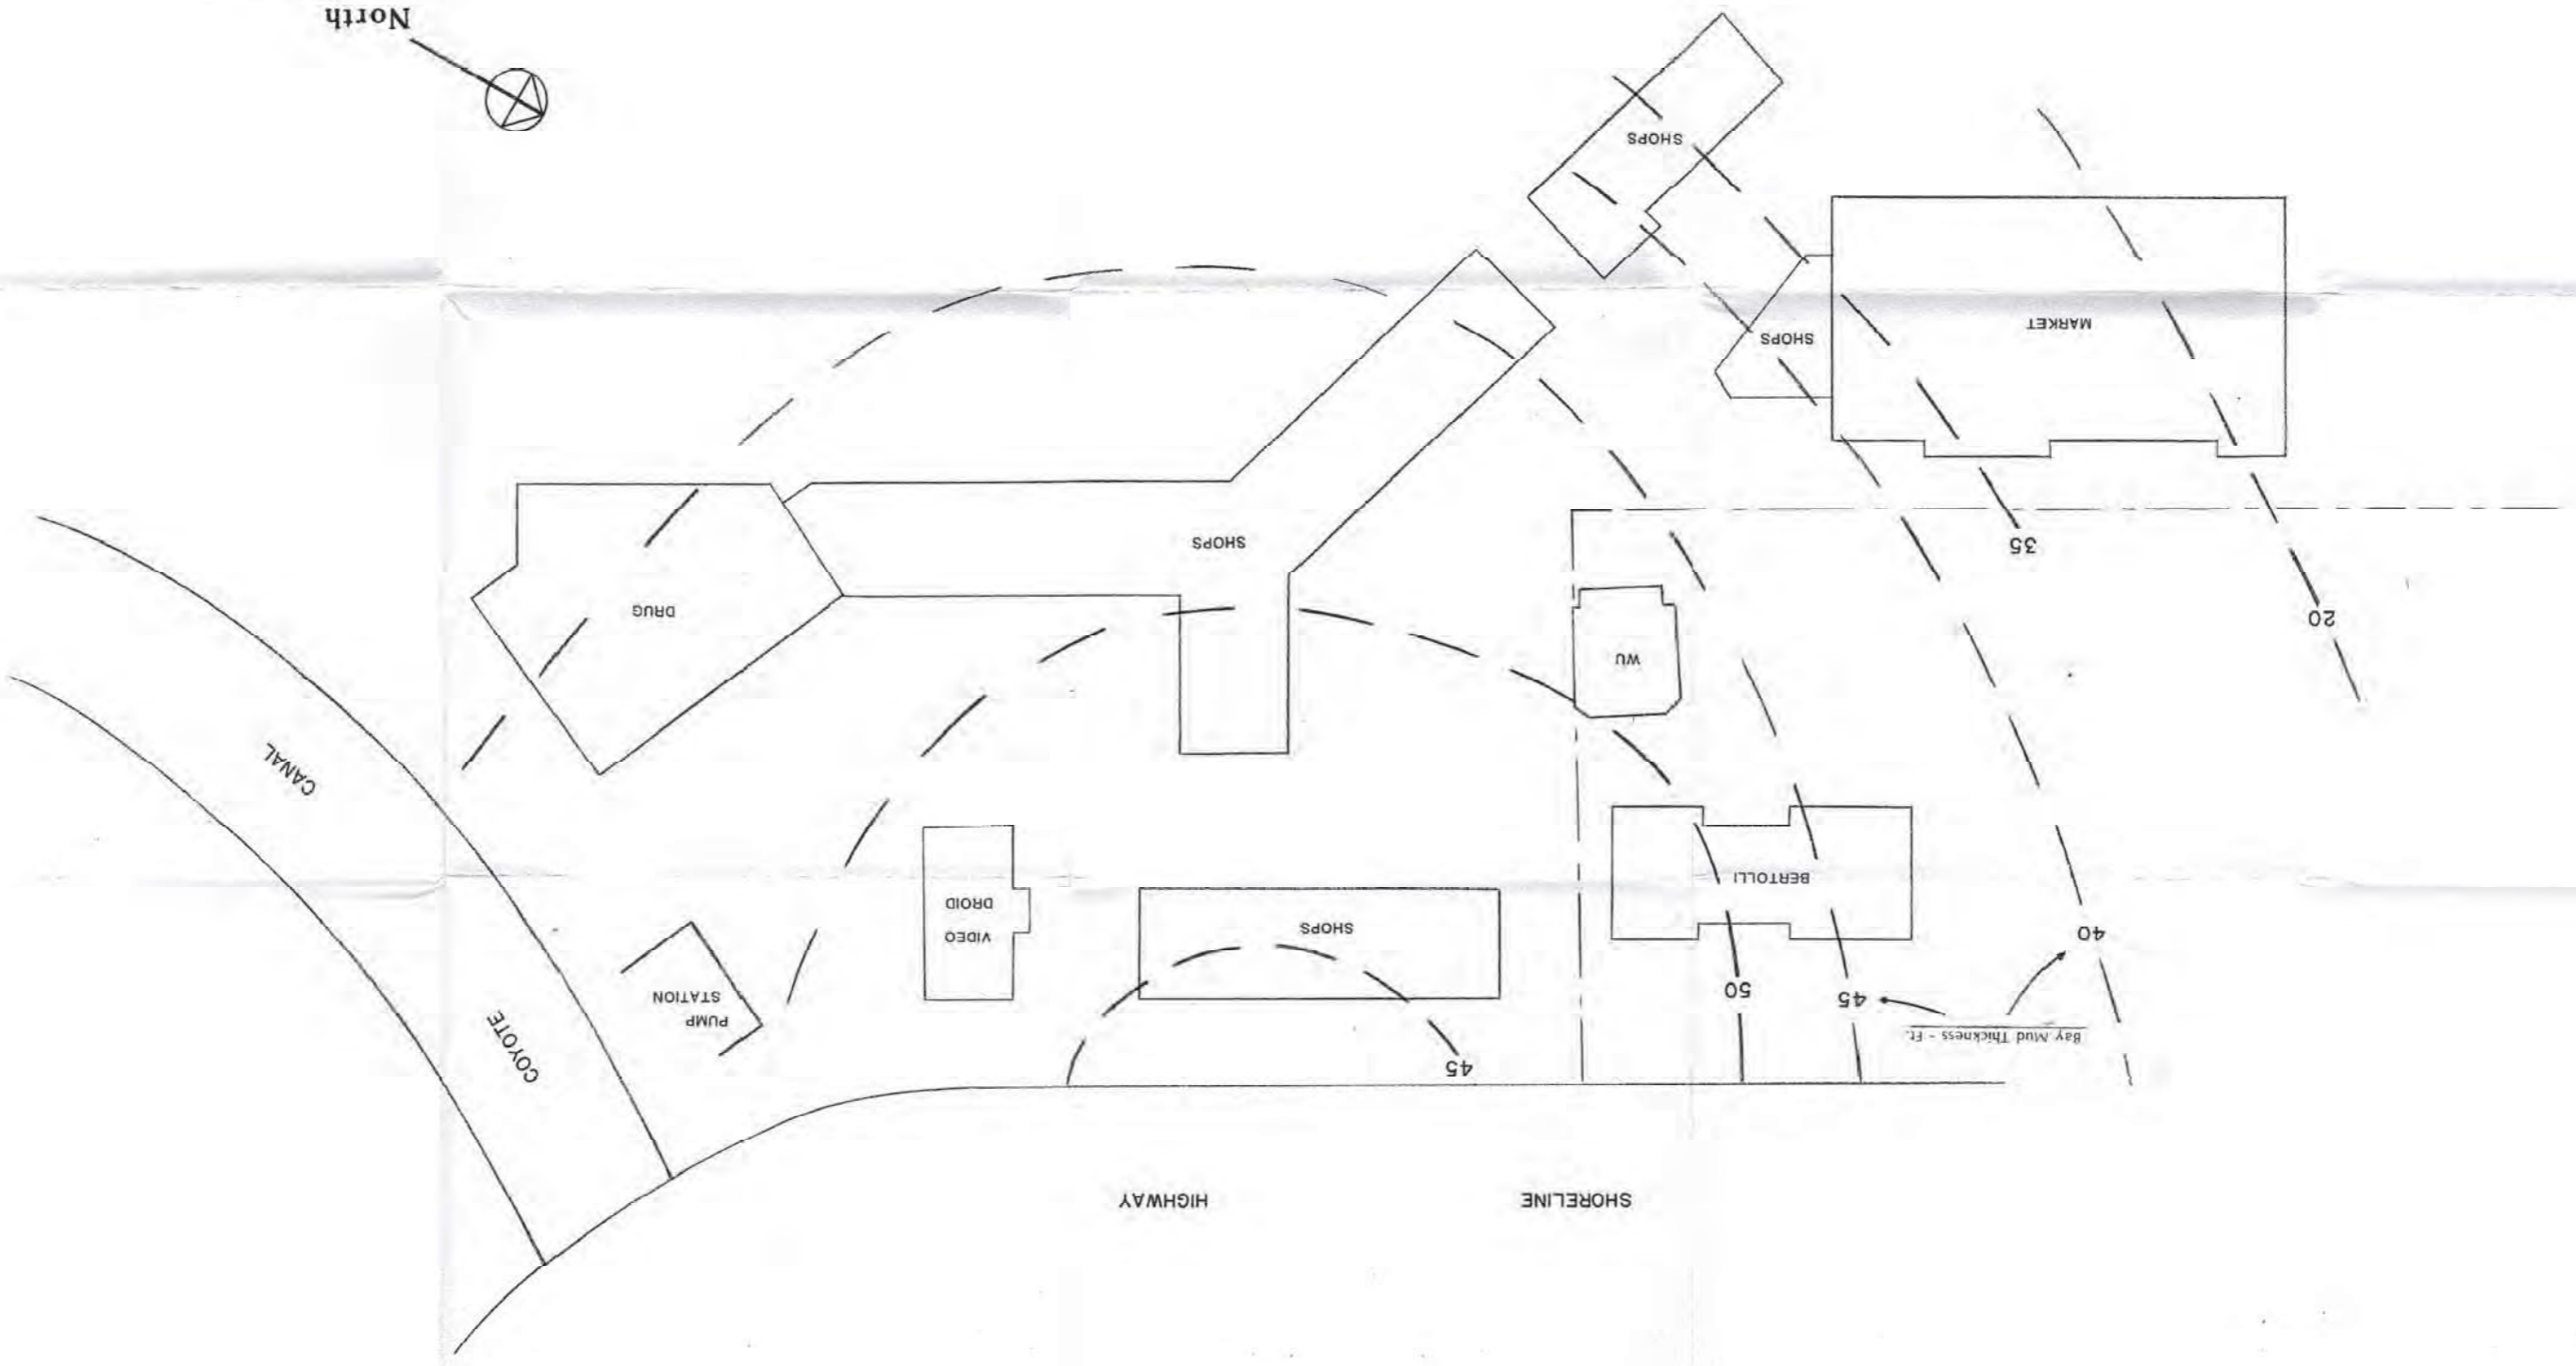 SHORELINE
HIGHWAY
Bay Mud Thickness - Ft.
45
50
45
40
COYOTE
CANAL
PUMP
STATION
VIDEO
DROID
SHOPS
BERTOLLI
WU
DRUG
SHOPS
20
35
MARKET
SHOPS
SHOPS
North